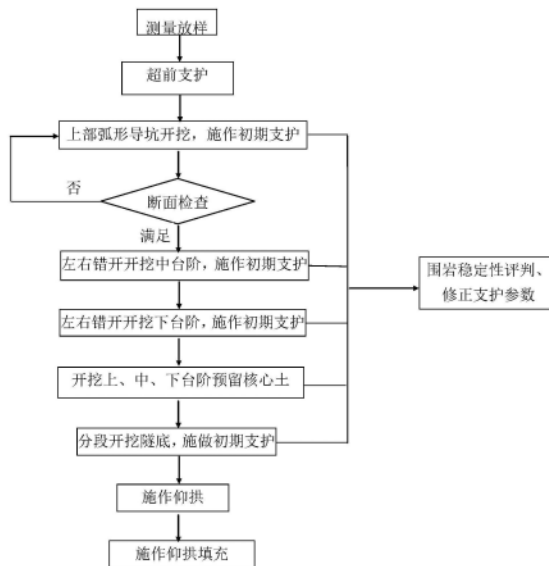 测量放样
超前支护
上部弧形导坑开挖，施作初期支护
否
断面检查
满足
左右错开开挖中台阶，施作初期支护
围岩稳定性评判、
修正支护参数
左右错开开挖下台阶，施作初期支护
开挖上、中、下台阶预留核心土
分段开挖隧底，施做初期支护
施作仰拱
施作仰拱填充